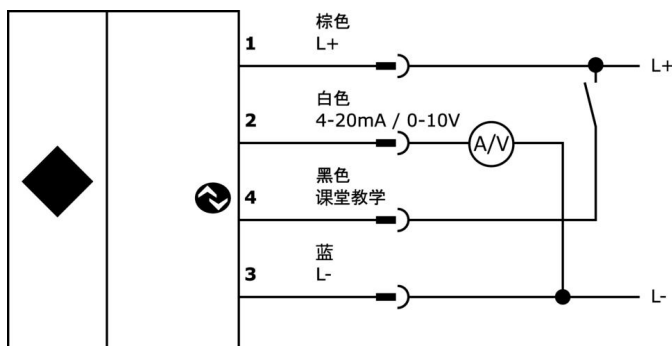 棕色
1 L+
L+
白色
2 4-20mA / 0-10V
A/V
黑色
4 课堂教学
蓝
3 L-
L-